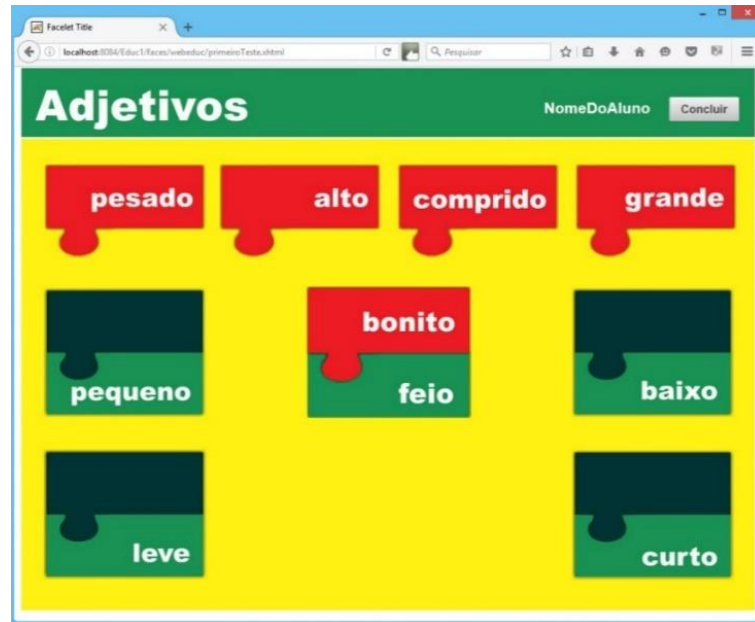 Facelet Title
localhost:8084/Educ1/faces/webeduc/primeiroTeste.xhtml
Pesquisar
Adjetivos
NomeDoAluno
Concluir
pesado
alto
comprido
grande
bonito
pequeno
feio
baixo
leve
curto